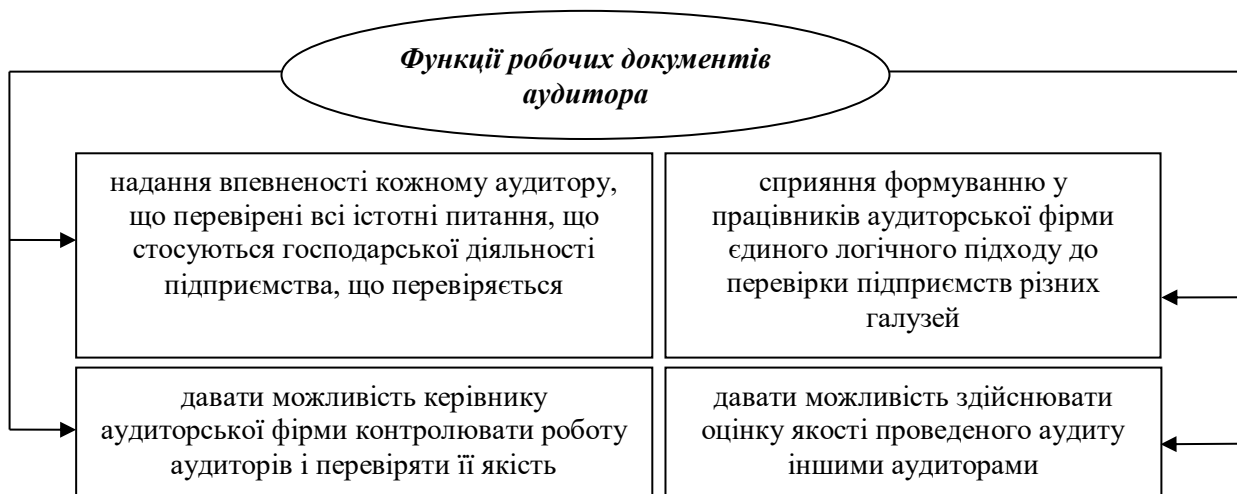 Функції робочих документів
аудитора
надання впевненості кожному аудитору,
що перевірені всі істотні питання, що
стосуються господарської діяльності
підприємства, що перевіряється
сприяння формуванню у
працівників аудиторської фірми
єдиного логічного підходу до
перевірки підприємств різних
галузей
давати можливість керівнику
аудиторської фірми контролювати роботу
аудиторів і перевіряти її якість
давати можливість здійснювати
оцінку якості проведеного аудиту
іншими аудиторами